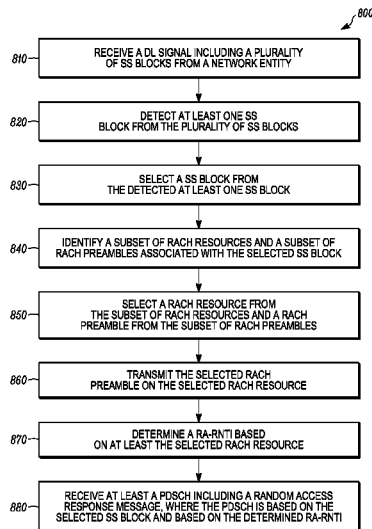 800
810
RECEIVE A DL SIGNAL INCLUDING A PLURALITY
OF SS BLOCKS FROM A NETWORK ENTITY
820
DETECT AT LEAST ONE SS
BLOCK FROM THE PLURALITY OF SS BLOCKS
830
SELECT A SS BLOCK FROM
THE DETECTED AT LEAST ONE SS BLOCK
840
IDENTIFY A SUBSET OF RACH RESOURCES AND A SUBSET OF
RACH PREAMBLES ASSOCIATED WITH THE SELECTED SS BLOCK
850
SELECT A RACH RESOURCE FROM
THE SUBSET OF RACH RESOURCES AND A RACH
PREAMBLE FROM THE SUBSET OF RACH PREAMBLES
860
TRANSMIT THE SELECTED RACH
PREAMBLE ON THE SELECTED RACH RESOURCE
870
DETERMINE A RA-RNTI BASED
ON AT LEAST THE SELECTED RACH RESOURCE
880
RECEIVE AT LEAST A PDSCH INCLUDING A RANDOM ACCESS
RESPONSE MESSAGE, WHERE THE PDSCH IS BASED ON THE
SELECTED SS BLOCK AND BASED ON THE DETERMINED RA-RNTI